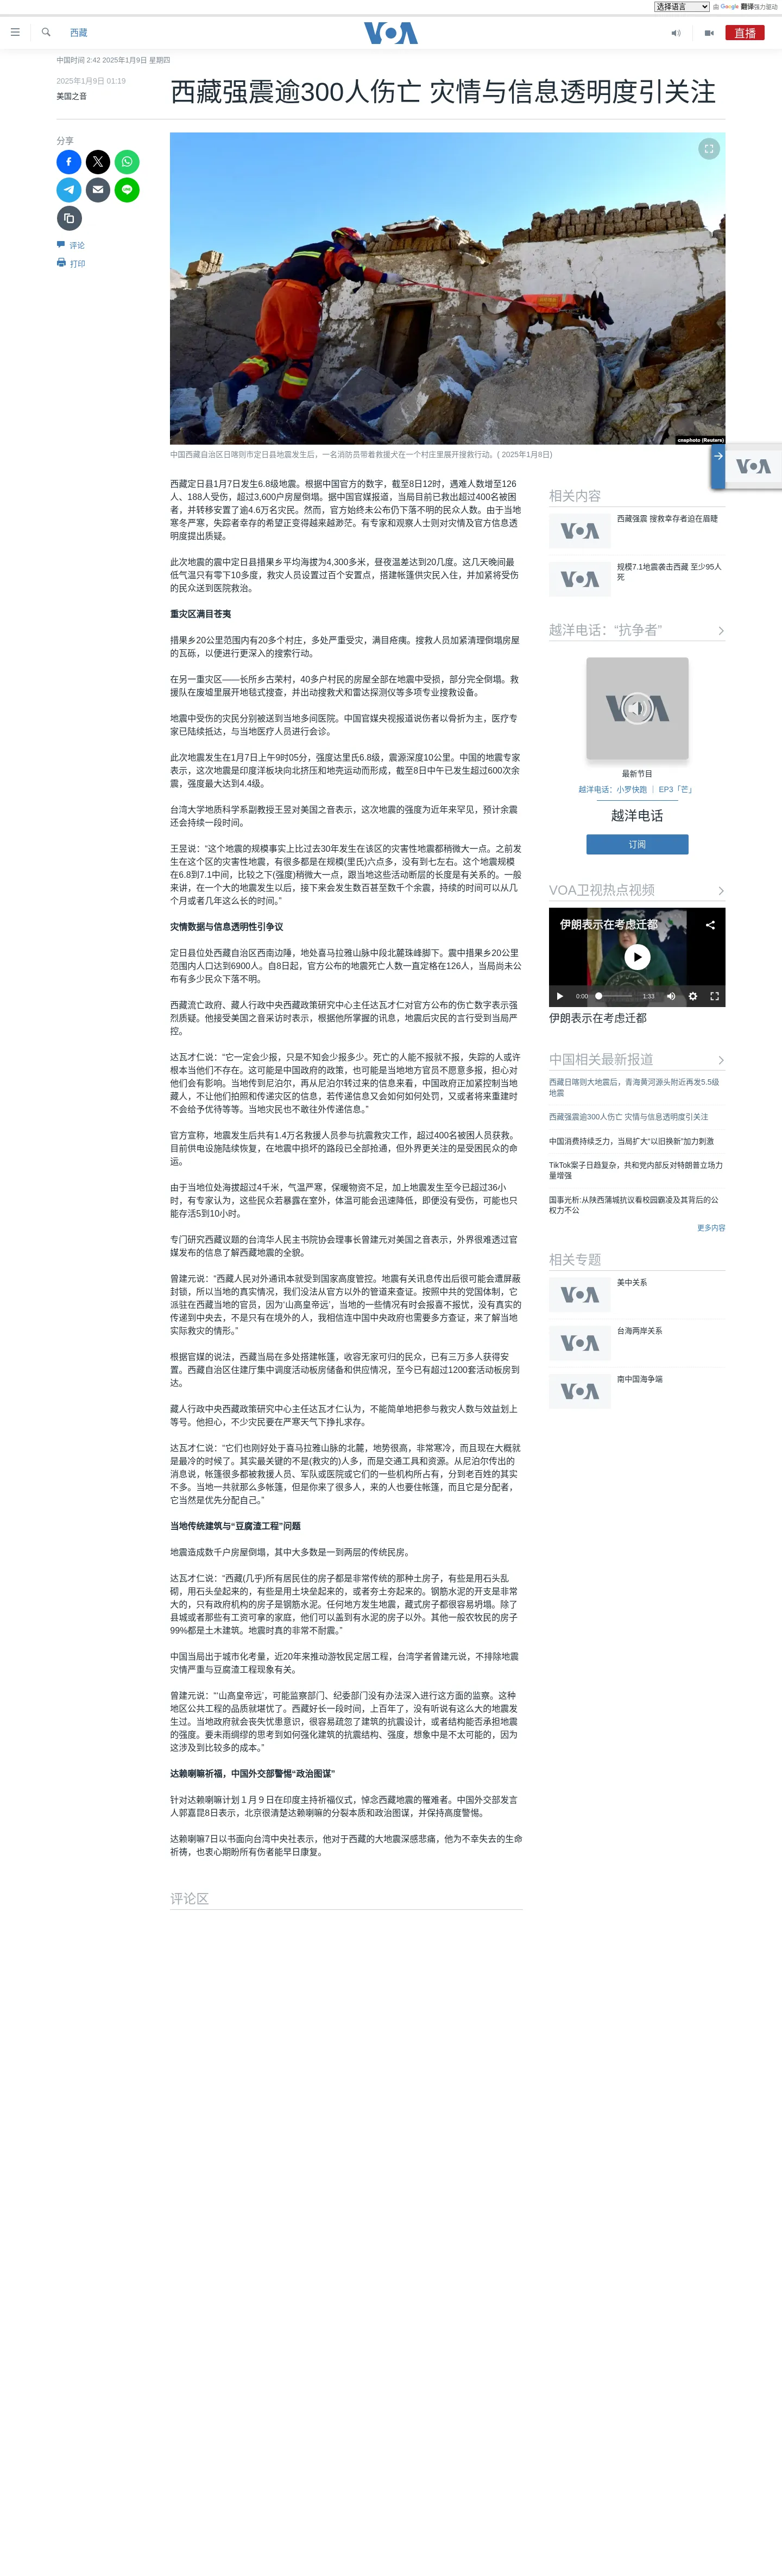 选择语言
由 Google 翻译强力驱动
西藏
VOA
直播
中国时间 2:42 2025年1月9日 星期四
2025年1月9日 01:19
美国之音
西藏强震逾300人伤亡 灾情与信息透明度引关注
分享
评论
打印
cnsphoto (Reuters)
中国西藏自治区日喀则市定日县地震发生后，一名消防员带着救援犬在一个村庄里展开搜救行动。( 2025年1月8日)
西藏定日县1月7日发生6.8级地震。根据中国官方的数字，截至8日12时，遇难人数增至126
人、188人受伤，超过3,600户房屋倒塌。据中国官媒报道，当局目前已救出超过400名被困
者，并转移安置了逾4.6万名灾民。然而，官方始终未公布仍下落不明的民众人数。由于当地
寒冬严寒，失踪者幸存的希望正变得越来越渺茫。有专家和观察人士则对灾情及官方信息透
明度提出质疑。
此次地震的震中定日县措果乡平均海拔为4,300多米，昼夜温差达到20几度。这几天晚间最
低气温只有零下10多度，救灾人员设置过百个安置点，搭建帐篷供灾民入住，并加紧将受伤
的民众送到医院救治。
重灾区满目苍夷
措果乡20公里范围内有20多个村庄，多处严重受灾，满目疮痍。搜救人员加紧清理倒塌房屋
的瓦砾，以便进行更深入的搜索行动。
在另一重灾区——长所乡古荣村，40多户村民的房屋全部在地震中受损，部分完全倒塌。救
援队在废墟里展开地毯式搜查，并出动搜救犬和雷达探测仪等多项专业搜救设备。
地震中受伤的灾民分别被送到当地多间医院。中国官媒央视报道说伤者以骨折为主，医疗专
家已陆续抵达，与当地医疗人员进行会诊。
此次地震发生在1月7日上午9时05分，强度达里氏6.8级，震源深度10公里。中国的地震专家
表示，这次地震是印度洋板块向北挤压和地壳运动而形成，截至8日中午已发生超过600次余
震，强度最大达到4.4级。
台湾大学地质科学系副教授王昱对美国之音表示，这次地震的强度为近年来罕见，预计余震
还会持续一段时间。
王昱说：“这个地震的规模事实上比过去30年发生在该区的灾害性地震都稍微大一点。之前发
生在这个区的灾害性地震，有很多都是在规模(里氏)六点多，没有到七左右。这个地震规模
在6.8到7.1中间，比较之下(强度)稍微大一点，跟当地这些活动断层的长度是有关系的。一般
来讲，在一个大的地震发生以后，接下来会发生数百甚至数千个余震，持续的时间可以从几
个月或者几年这么长的时间。”
灾情数据与信息透明性引争议
定日县位处西藏自治区西南边陲，地处喜马拉雅山脉中段北麓珠峰脚下。震中措果乡20公里
范围内人口达到6900人。自8日起，官方公布的地震死亡人数一直定格在126人，当局尚未公
布有多少民众下落不明。
西藏流亡政府、藏人行政中央西藏政策研究中心主任达瓦才仁对官方公布的伤亡数字表示强
烈质疑。他接受美国之音采访时表示，根据他所掌握的讯息，地震后灾民的言行受到当局严
控。
达瓦才仁说：“它一定会少报，只是不知会少报多少。死亡的人能不报就不报，失踪的人或许
根本当他们不存在。这可能是中国政府的政策，也可能是当地地方官员不愿意多报，担心对
他们会有影响。当地传到尼泊尔，再从尼泊尔转过来的信息来看，中国政府正加紧控制当地
藏人，不让他们拍照和传递灾区的信息，若传递信息又会如何如何处罚，又或者将来重建时
不会给予优待等等。当地灾民也不敢往外传递信息。”
官方宣称，地震发生后共有1.4万名救援人员参与抗震救灾工作，超过400名被困人员获救。
目前供电设施陆续恢复，在地震中损坏的路段已全部抢通，但外界更关注的是受困民众的命
运。
由于当地位处海拔超过4千米，气温严寒，保暖物资不足，加上地震发生至今已超过36小
时，有专家认为，这些民众若暴露在室外，体温可能会迅速降低，即便没有受伤，可能也只
能存活5到10小时。
专门研究西藏议题的台湾华人民主书院协会理事长曾建元对美国之音表示，外界很难透过官
媒发布的信息了解西藏地震的全貌。
曾建元说：“西藏人民对外通讯本就受到国家高度管控。地震有关讯息传出后很可能会遭屏蔽
封锁，所以当地的真实情况，我们没法从官方以外的管道来查证。按照中共的党国体制，它
派驻在西藏当地的官员，因为‘山高皇帝远’，当地的一些情况有时会报喜不报忧，没有真实的
传递到中央去，不是只有在境外的人，我相信连中国中央政府也需要多方查证，来了解当地
实际救灾的情形。”
根据官媒的说法，西藏当局在多处搭建帐篷，收容无家可归的民众，已有三万多人获得安
置。西藏自治区住建厅集中调度活动板房储备和供应情况，至今已有超过1200套活动板房到
达。
藏人行政中央西藏政策研究中心主任达瓦才仁认为，不能简单地把参与救灾人数与效益划上
等号。他担心，不少灾民要在严寒天气下挣扎求存。
达瓦才仁说：“它们也刚好处于喜马拉雅山脉的北麓，地势很高，非常寒冷，而且现在大概就
是最冷的时候了。其实最关键的不是(救灾的)人多，而是交通工具和资源。从尼泊尔传出的
消息说，帐篷很多都被救援人员、军队或医院或它们的一些机构所占有，分到老百姓的其实
不多。当地一共就那么多帐篷，但是你来了很多人，来的人也要住帐篷，而且它是分配者，
它当然是优先分配自己。”
当地传统建筑与“豆腐渣工程”问题
地震造成数千户房屋倒塌，其中大多数是一到两层的传统民房。
达瓦才仁说：“西藏(几乎)所有居民住的房子都是非常传统的那种土房子，有些是用石头乱
砌，用石头垒起来的，有些是用土块垒起来的，或者夯土夯起来的。钢筋水泥的开支是非常
大的，只有政府机构的房子是钢筋水泥。任何地方发生地震，藏式房子都很容易坍塌。除了
县城或者那些有工资可拿的家庭，他们可以盖到有水泥的房子以外。其他一般农牧民的房子
99%都是土木建筑。地震时真的非常不耐震。”
中国当局出于城市化考量，近20年来推动游牧民定居工程，台湾学者曾建元说，不排除地震
灾情严重与豆腐渣工程现象有关。
曾建元说：“‘山高皇帝远’，可能监察部门、纪委部门没有办法深入进行这方面的监察。这种
地区公共工程的品质就堪忧了。西藏好长一段时间，上百年了，没有听说有这么大的地震发
生过。当地政府就会丧失忧患意识，很容易疏忽了建筑的抗震设计，或者结构能否承担地震
的强度。要未雨绸缪的思考到如何强化建筑的抗震结构、强度，想象中是不太可能的，因为
这涉及到比较多的成本。”
达赖喇嘛祈福，中国外交部警惕“政治图谋”
针对达赖喇嘛计划１月９日在印度主持祈福仪式，悼念西藏地震的罹难者。中国外交部发言
人郭嘉昆8日表示，北京很清楚达赖喇嘛的分裂本质和政治图谋，并保持高度警惕。
达赖喇嘛7日以书面向台湾中央社表示，他对于西藏的大地震深感悲痛，他为不幸失去的生命
祈祷，也衷心期盼所有伤者能早日康复。
评论区
相关内容
VOA
西藏强震 搜救幸存者迫在眉睫
VOA
规模7.1地震袭击西藏 至少95人
死
越洋电话：“抗争者”
VOA
最新节目
越洋电话：小罗快跑 ｜ EP3「芒」
越洋电话
订阅
VOA卫视热点视频
伊朗表示在考虑迁都
0:00
1:33
伊朗表示在考虑迁都
中国相关最新报道
西藏日喀则大地震后，青海黄河源头附近再发5.5级
地震
西藏强震逾300人伤亡 灾情与信息透明度引关注
中国消费持续乏力，当局扩大“以旧换新”加力刺激
TikTok案子日趋复杂，共和党内部反对特朗普立场力
量增强
国事光析:从陕西蒲城抗议看校园霸凌及其背后的公
权力不公
更多内容
相关专题
VOA
美中关系
VOA
台海两岸关系
VOA
南中国海争端
VOA